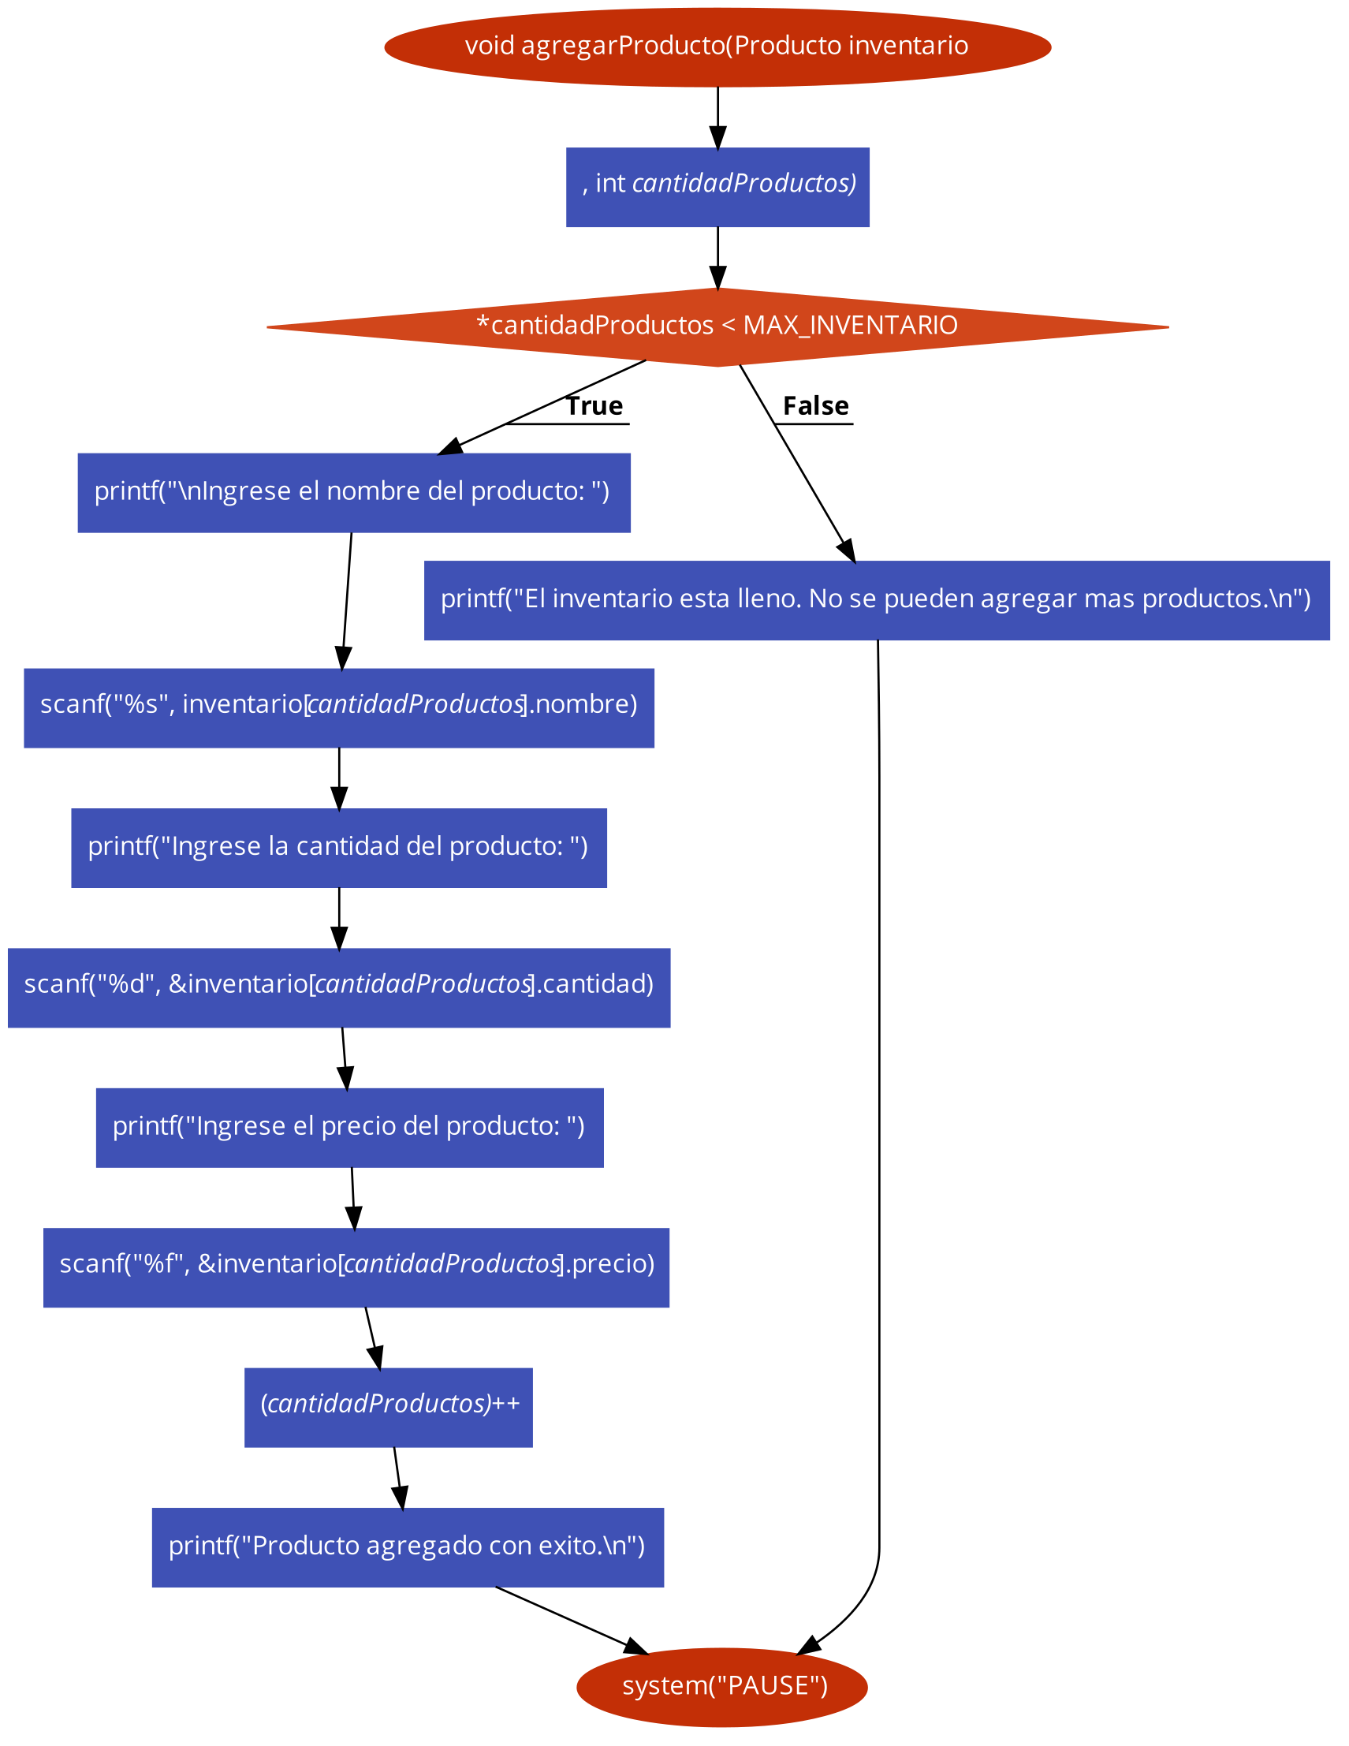 void agregarProducto(Producto inventario
, int cantidadProductos)
*cantidadProductos < MAX_INVENTARIO
True
False
printf("\nIngrese el nombre del producto: ")
printf("El inventario esta lleno. No se pueden agregar mas productos.\n")
scanf("%s", inventario[cantidadProductos].nombre)
printf("Ingrese la cantidad del producto: ")
scanf("%d", &inventario[cantidadProductos].cantidad)
printf("Ingrese el precio del producto: ")
scanf("%f", &inventario[cantidadProductos].precio)
(cantidadProductos)++
printf("Producto agregado con exito.\n")
system("PAUSE")